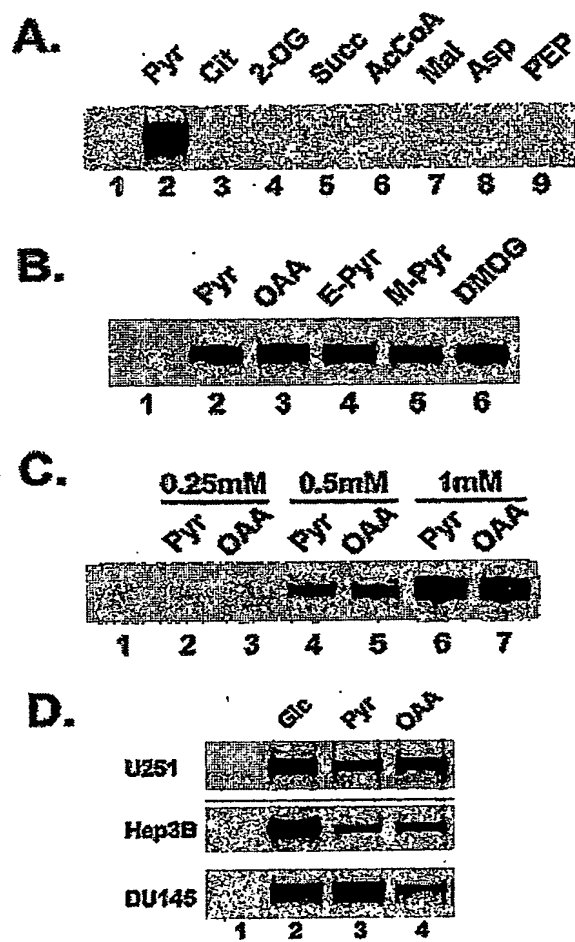 A.
Pyr Cit 2-OG Succ AcCoA Mal Asp PEP
1 2 3 4 5 6 7 8 9
B.
Pyr OAA E-Pyr M-Pyr DMOG
1 2 3 4 5 6
C.
0.25mM 0.5mM 1mM
Pyr OAA Pyr OAA Pyr OAA
1 2 3 4 5 6 7
D.
Glc Pyr OAA
U251
Hep3B
DU145
1 2 3 4